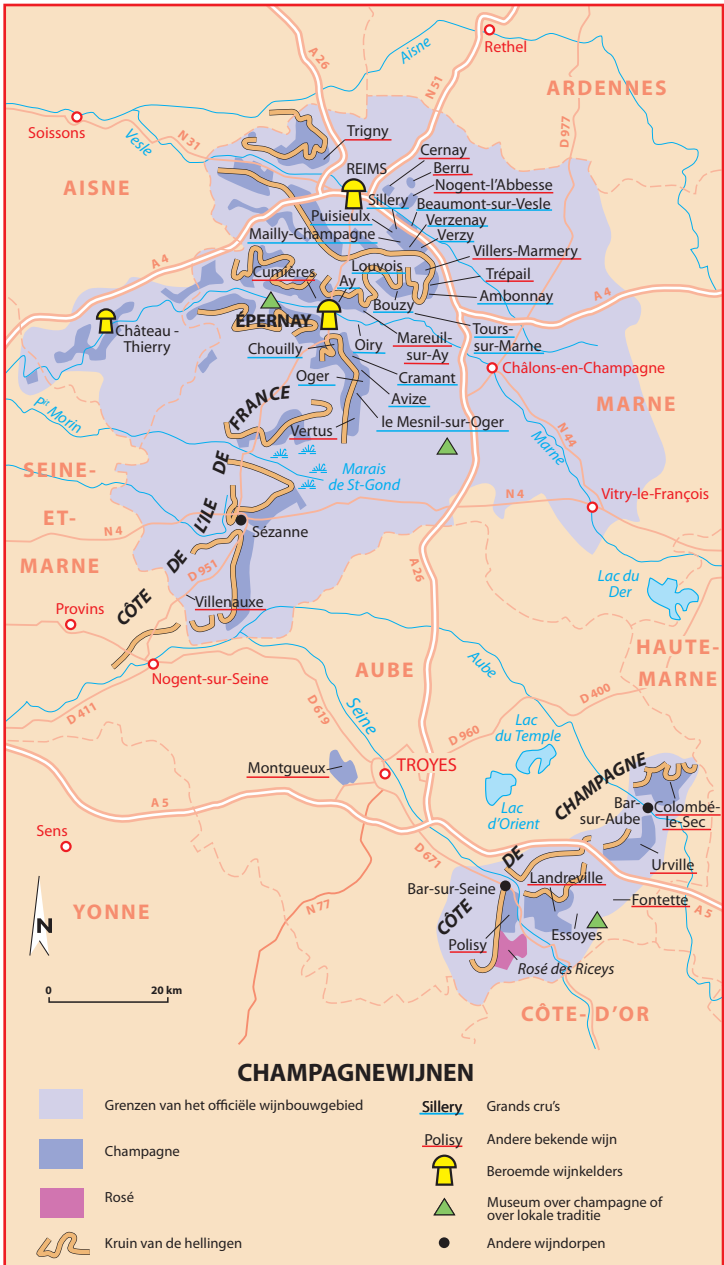 A 26
Aisne
Rethel
N 51
ARDENNES
Soissons
Vesle
N 31
D 977
Trigny
AISNE
REIMS
Cernay
Berru
Nogent-l'Abbesse
Sillery
Beaumont-sur-Vesle
Puisieulx
Verzenay
Mailly-Champagne
Verzy
A 4
Louvois
Villers-Marmery
Cumières
Ay
Trépail
Ambonnay
A 4
Bouzy
Château -
Thierry
ÉPERNAY
Chouilly
Oiry
Mareuil-
sur-Ay
Tours-
sur-Marne
Châlons-en-Champagne
Oger
Cramant
Avize
le Mesnil-sur-Oger
MARNE
Pit Morin
Vertus
Marne
N 44
Marais
de St-Gond
SEINE-
ET-
MARNE
N 4
N 4
Vitry-le-François
Sézanne
CÔTE DE L'ILE DE FRANCE
D 951
A 26
Lac du
Der
Villenauxe
Provins
HAUTE-
MARNE
AUBE
Aube
Nogent-sur-Seine
D 411
Seine
D 619
D 400
D 960
Lac
du Temple
Montgueux
TROYES
Lac
d'Orient
CÔTE DE CHAMPAGNE
Bar-
sur-Aube
Colombé-
le-Sec
A 5
Sens
D 671
Urville
Landreville
Bar-sur-Seine
Fontette
A 5
YONNE
N 77
Essoyes
Polisy
Rosé des Riceys
N
0 20 km
CÔTE-D'OR
CHAMPAGNEWIJNEN
Grenzen van het officiële wijnbouwgebied
Champagne
Rosé
Kruin van de hellingen
Sillery Grands cru's
Polisy Andere bekende wijn
Beroemde wijnkelders
Museum over champagne of
over lokale traditie
Andere wijndorpen